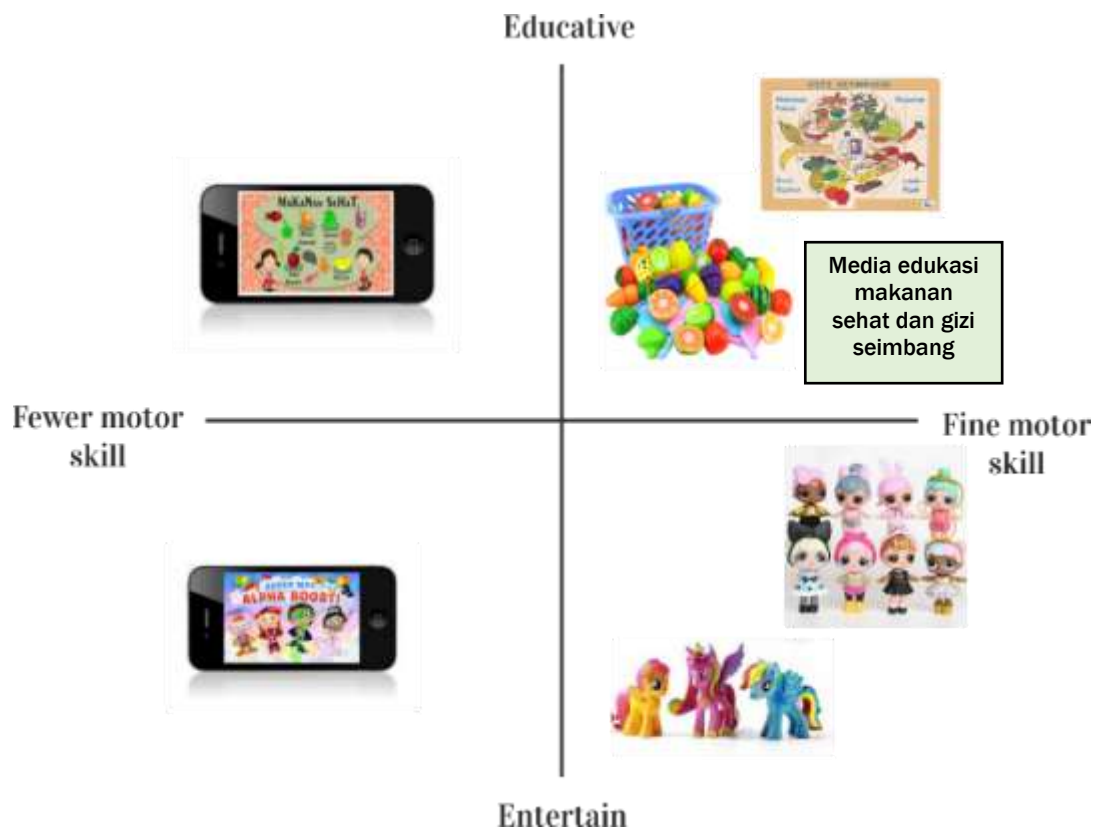 Educative
MaKaNaN SeHaT
Media edukasi
makanan
sehat dan gizi
seimbang
Fewer motor
skill
Fine motor
skill
ALPHA BOOST!
Entertain